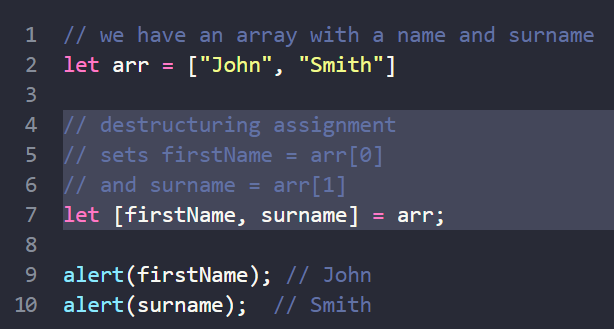 1 // we have an array with a name and surname
2 let arr = ["John", "Smith"]
3
4 // destructuring assignment
5 // sets firstName = arr[0]
6 // and surname = arr[1]
7 let [firstName, surname] = arr;
8
9 alert(firstName); // John
10 alert(surname);  // Smith